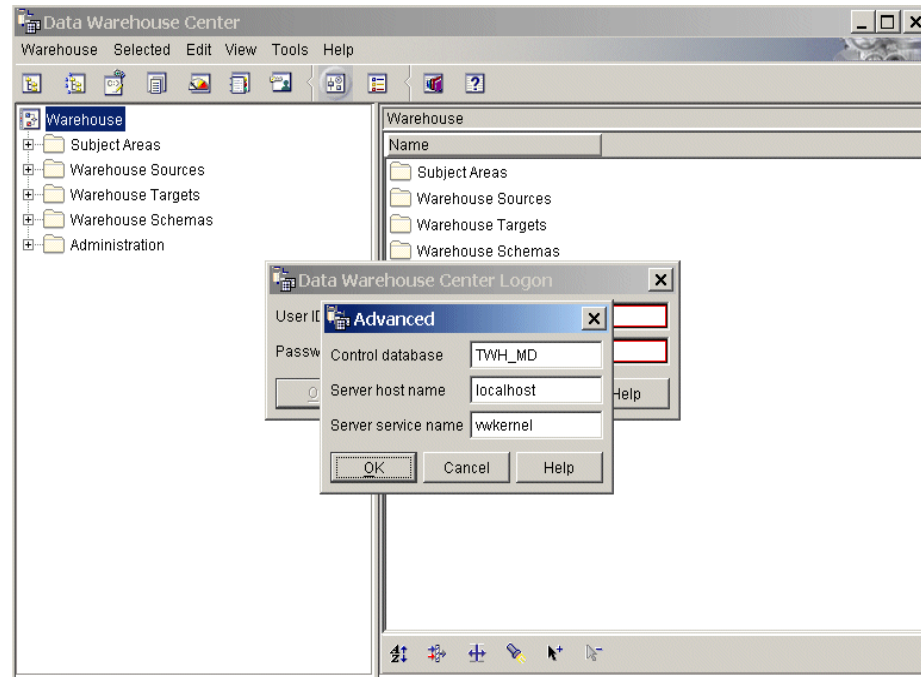 Data Warehouse Center
Warehouse Selected Edit View Tools Help
Warehouse
Subject Areas
Warehouse Sources
Warehouse Targets
Warehouse Schemas
Administration
Warehouse
Name
Subject Areas
Warehouse Sources
Warehouse Targets
Warehouse Schemas
Data Warehouse Center Logon
User ID
Passw
Help
Advanced
Control database TWH_MD
Server host name localhost
Server service name vwkernel
OK Cancel Help